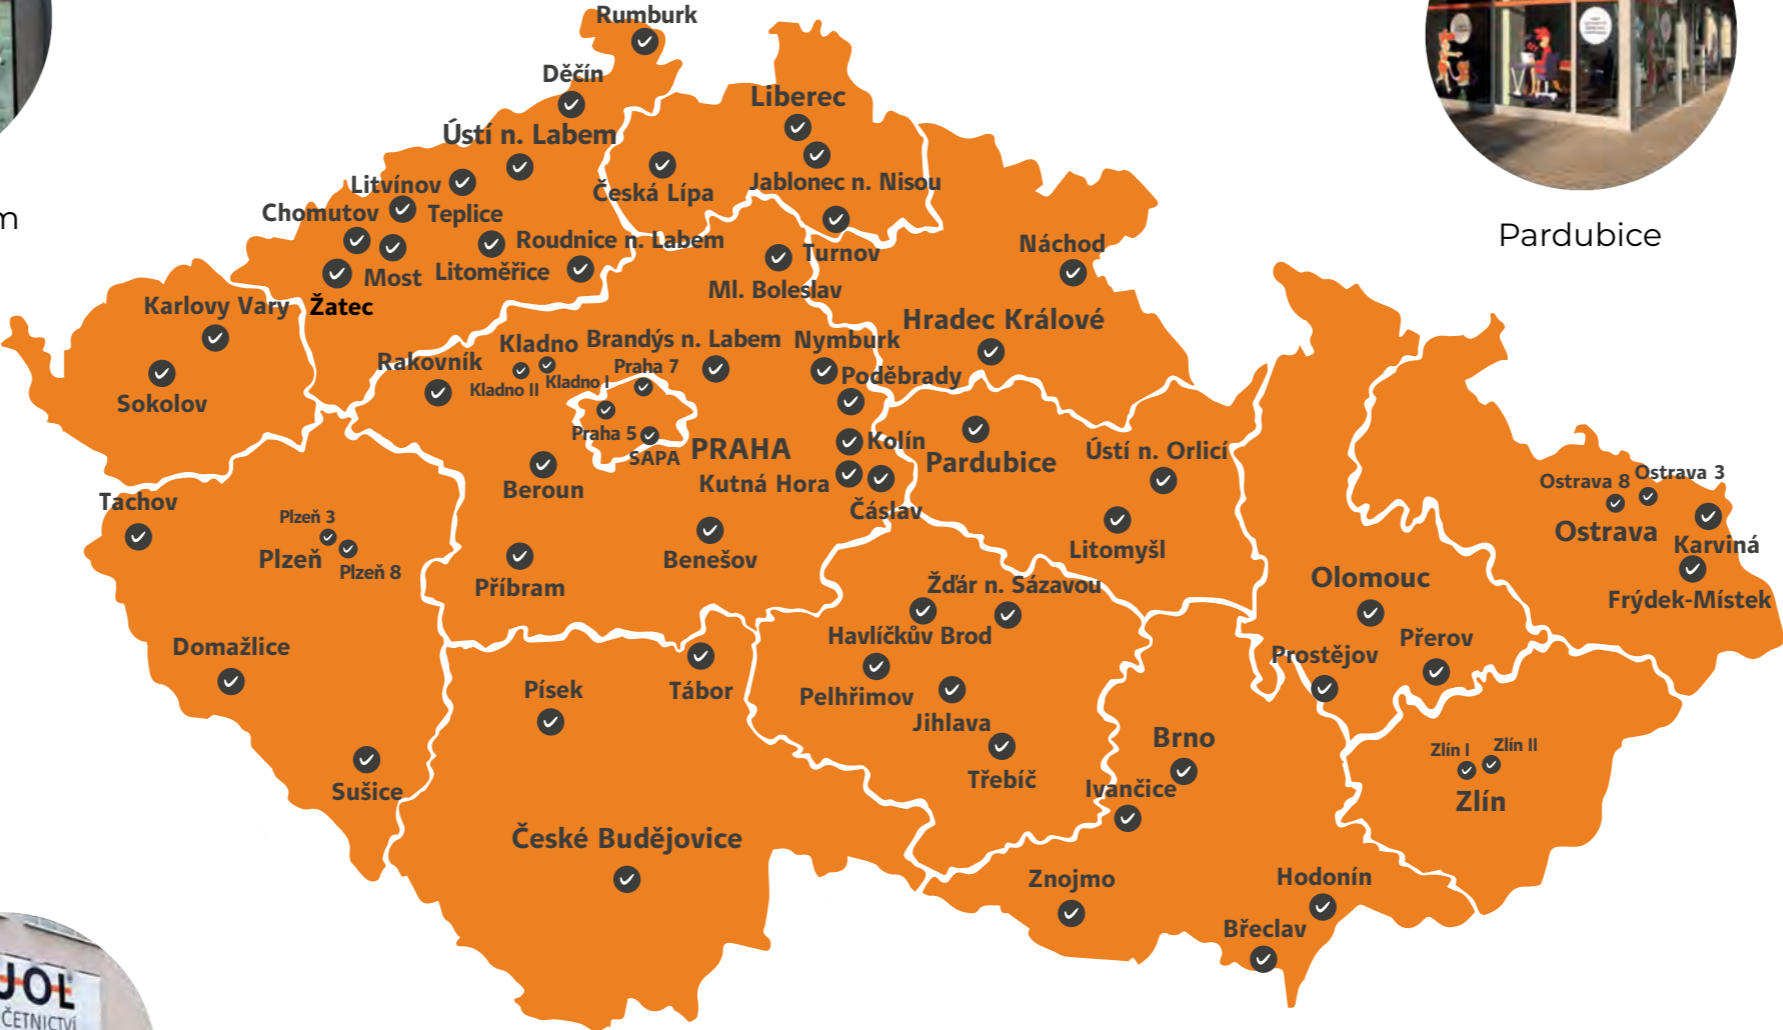 Rumburk
Děčín
Liberec
Ústí n. Labem
Litvínov
Česká Lípa
Jablonec n. Nisou
Chomutov
Teplice
m
Roudnice n. Labem
Turnov
Náchod
Pardubice
Most
Litoměřice
Ml. Boleslav
Karlovy Vary
Žatec
Hradec Králové
Kladno
Brandýs n. Labem
Nymburk
Rakovník
Praha 7
Kladno II
Kladno I
Poděbrady
Sokolov
Praha 5
SAPA
PRAHA
Kolín
Pardubice
Ústí n. Orlicí
Kutná Hora
Beroun
Čáslav
Ostrava 8
Ostrava 3
Tachov
Plzeň 3
Plzeň
Plzeň 8
Benešov
Litomyšl
Ostrava
Karviná
Příbram
Žďár n. Sázavou
Olomouc
Frýdek-Místek
Havlíčkův Brod
Domažlice
Přerov
Prostějov
Písek
Tábor
Pelhřimov
Jihlava
Brno
Zlín I
Zlín II
Třebíč
Ivančice
Sušice
Zlín
České Budějovice
Znojmo
Hodonín
Břeclav
UOL
ČETNICTVÍ